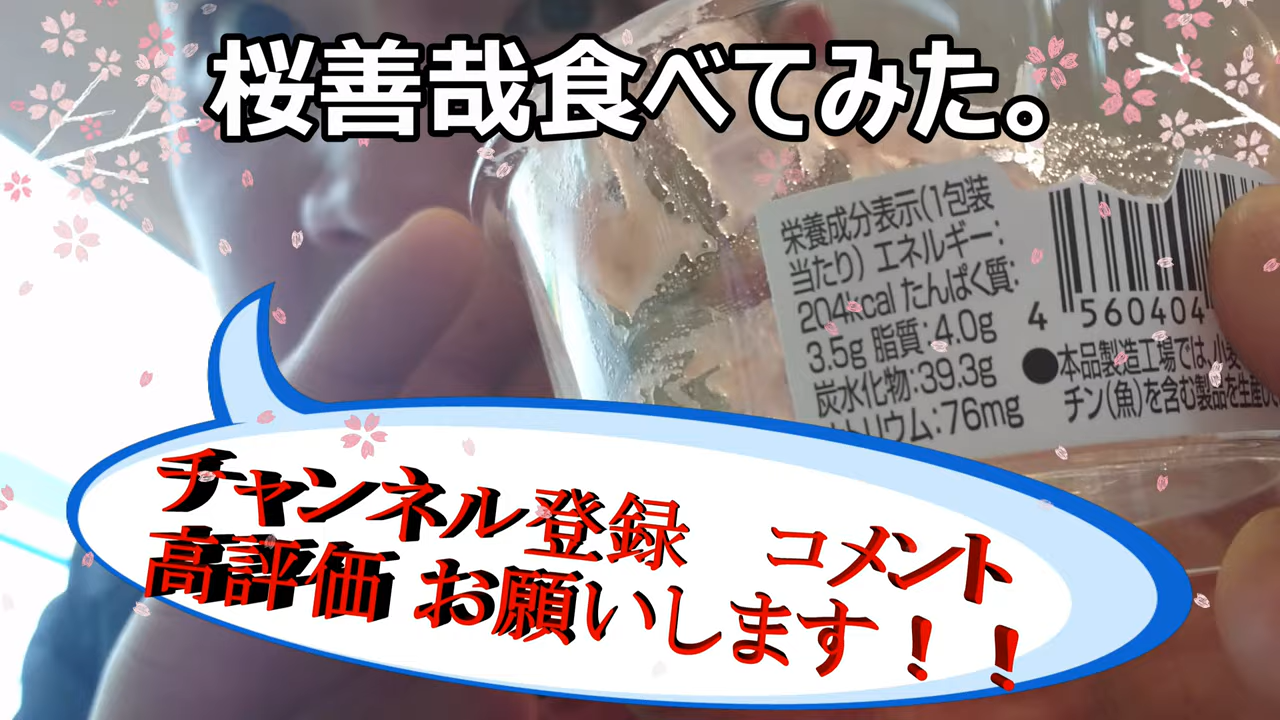 桜善哉食べてみた。
栄養成分表示(1包装
当たり) エネルギー:
204kcal たんぱく質:
3.5g 脂質:4.0g
炭水化物:39.3g
トリウム:76mg
4 560404
●本品製造工場では、小麦
チン(魚)を含む製品を生産し
チャンネル登録 コメント
高評価 お願いします!!